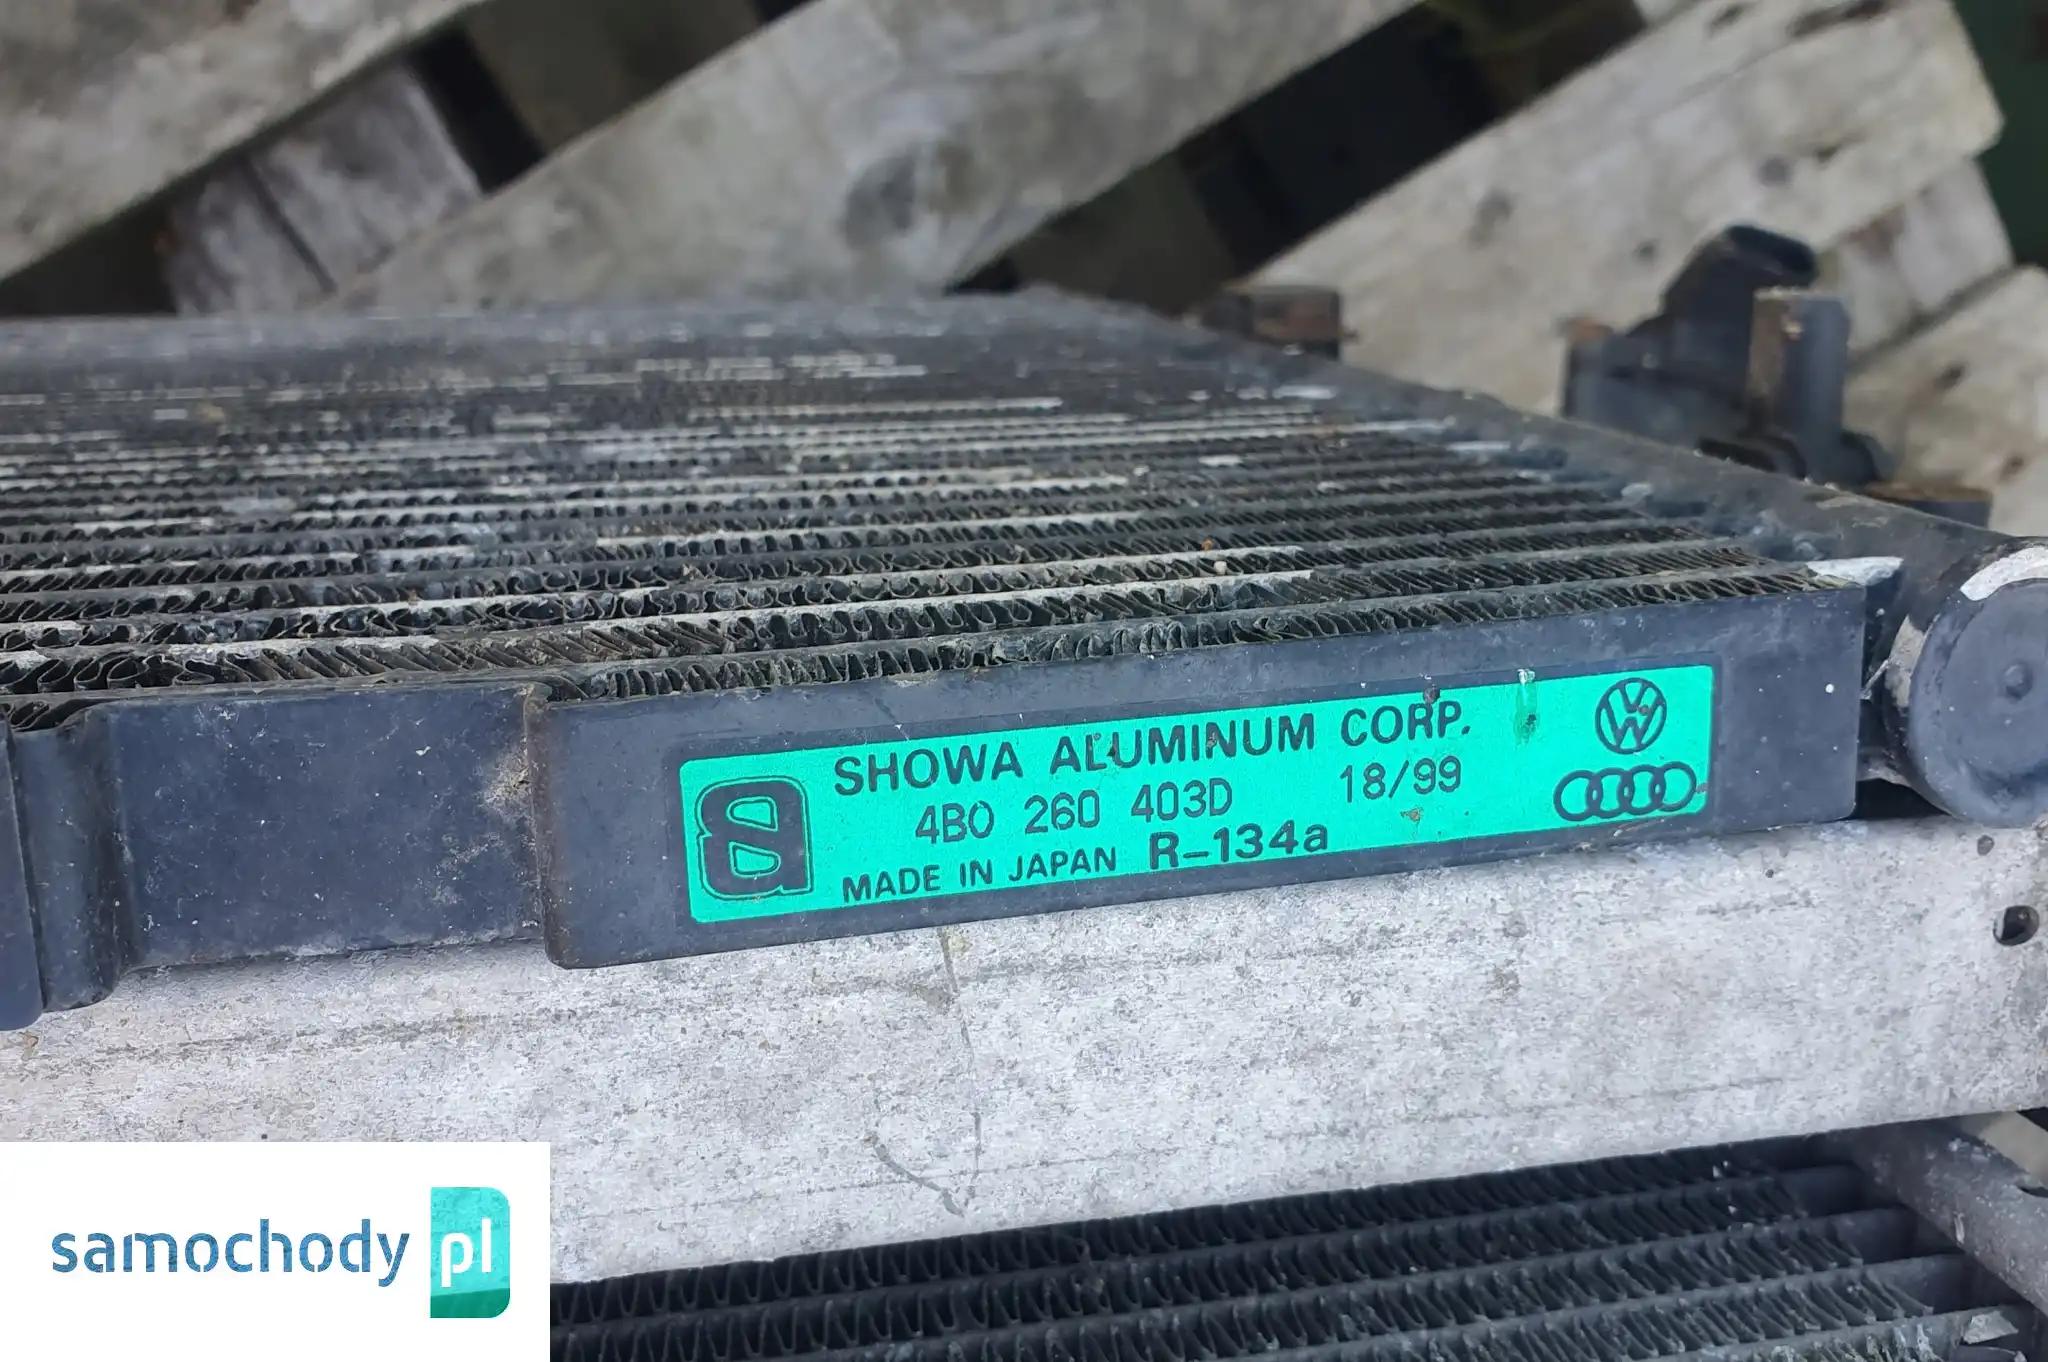 SHOWA ALUMINUM CORP.
4B0 260 403D 18/99
MADE IN JAPAN R-134a
samochody pl